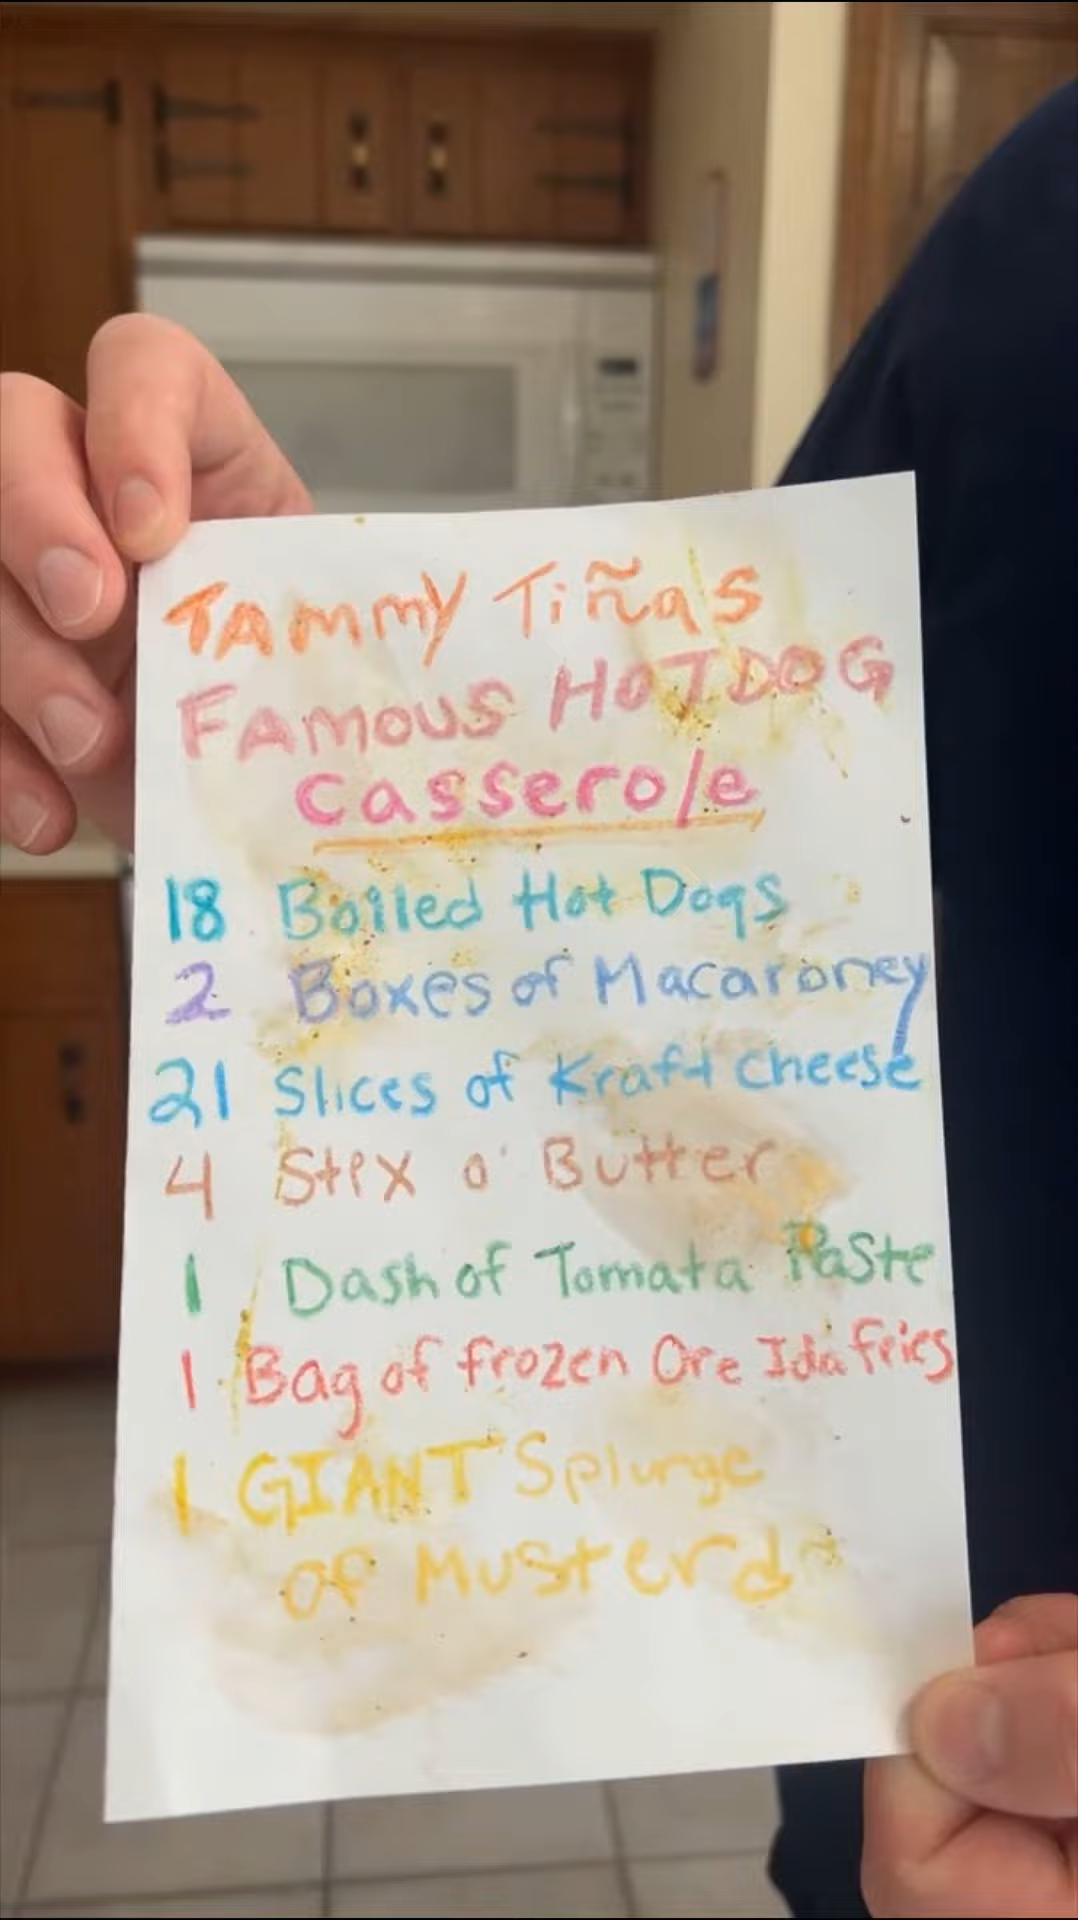 TAmmy Tiñas
FAMOUS HOTDOG
Casserole
18 Boiled Hot Dogs
2 Boxes of Macaroney
21 Slices of Kraft cheese
4 Stix o' Butter
1 Dash of Tomata Paste
1 Bag of frozen Ore Ida fries
1 GIANT Splurge
of Musterd